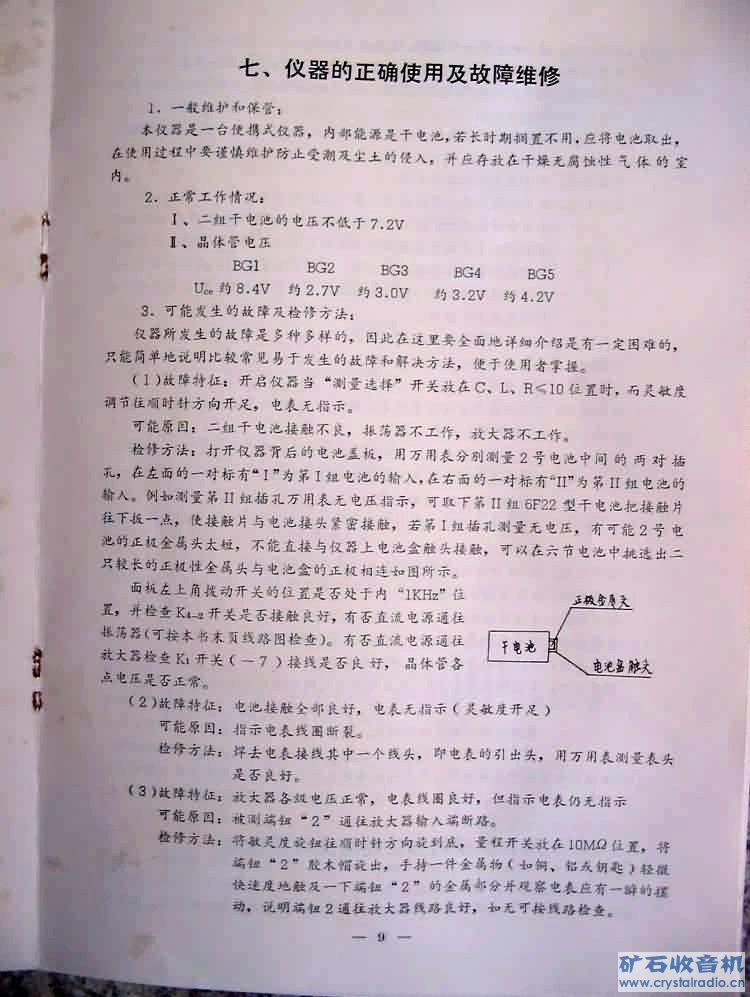 七、仪器的正确使用及故障维修
1．一般维护和保管：
本仪器是一台便携式仪器，内部能源是干电池，若长时期搁置不用，应将电池取出，
在使用过程中要谨慎维护防止受潮及尘土的侵入，并应存放在干燥无腐蚀性气体的室
内。
2．正常工作情况：
Ⅰ、二组干电池的电压不低于7.2V
Ⅱ、晶体管电压
BG1 BG2 BG3 BG4 BG5
Uce 约8.4V 约2.7V 约3.0V 约3.2V 约4.2V
3．可能发生的故障及检修方法：
仪器所发生的故障是多种多样的，因此在这里要全面地详细介绍是有一定困难的，
只能简单地说明比较常见易于发生的故障和解决方法，便于使用者掌握。
(1)故障特征：开启仪器当“测量选择”开关放在C、L、R≤10位置时，而灵敏度
调节往顺时针方向开足，电表无指示。
可能原因：二组干电池接触不良，振荡器不工作，放大器不工作。
检修方法：打开仪器背后的电池盖板，用万用表分别测量2号电池中间的两对插
孔，在左面的一对标有“I”为第I组电池的输入，在右面的一对标有“II”为第II组电池的
输入。例如测量第II组插孔万用表无电压指示，可取下第II组6F22型干电池把接触片
往下扳一点，使接触片与电池接头紧密接触，若第I组插孔测量无电压，有可能2号电
池的正极金属头太短，不能直接与仪器上电池盒触头接触，可以在六节电池中挑选出二
只较长的正极性金属头与电池盒的正极相连如图所示。
面板左上角拨动开关的位置是否处于内“1KHz”位
置，并检查K4-2开关是否接触良好，有否直流电源通往
振荡器(可按本书末页线路图检查)。有否直流电源通往
放大器检查K1开关(－7)接线是否良好，晶体管各
点电压是否正常。
正极金属头
干电池
电池盒触头
(2)故障特征：电池接触全部良好，电表无指示(灵敏度开足)
可能原因：指示电表线圈断裂。
检修方法：焊去电表接线其中一个线头，即电表的引出头，用万用表测量表头
是否良好。
(3)故障特征：放大器各级电压正常，电表线圈良好，但指示电表仍无指示
可能原因：被测端钮“2”通往放大器输入端断路。
检修方法：将敏灵度旋钮往顺时针方向旋到底，量程开关放在10MΩ位置，将
端钮“2”胶木帽旋出，手持一件金属物(如铜、铝或钥匙)轻微
快速度地触及一下端钮“2”的金属部分并观察电表应有一瞬的摆
动，说明端钮2通往放大器线路良好，如无可按线路检查。
— 9 —
矿石收音机
www.crystalradio.cn